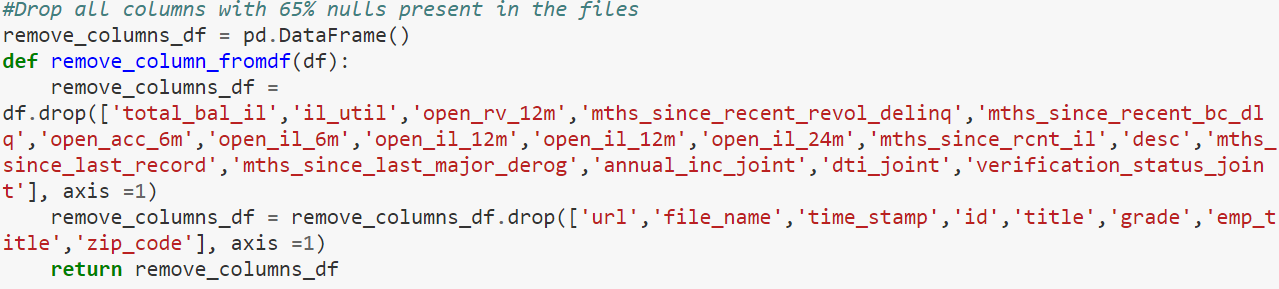 #Drop all columns with 65% nulls present in the files
remove_columns_df = pd.DataFrame()
def remove_column_fromdf(df):
    remove_columns_df =
df.drop(['total_bal_il','il_util','open_rv_12m','mths_since_recent_revol_delinq','mths_since_recent_bc_dl
q','open_acc_6m','open_il_6m','open_il_12m','open_il_12m','open_il_24m','mths_since_rcnt_il','desc','mths_
since_last_record','mths_since_last_major_derog','annual_inc_joint','dti_joint','verification_status_join
t'], axis =1)
    remove_columns_df = remove_columns_df.drop(['url','file_name','time_stamp','id','title','grade','emp_t
itle','zip_code'], axis =1)
    return remove_columns_df